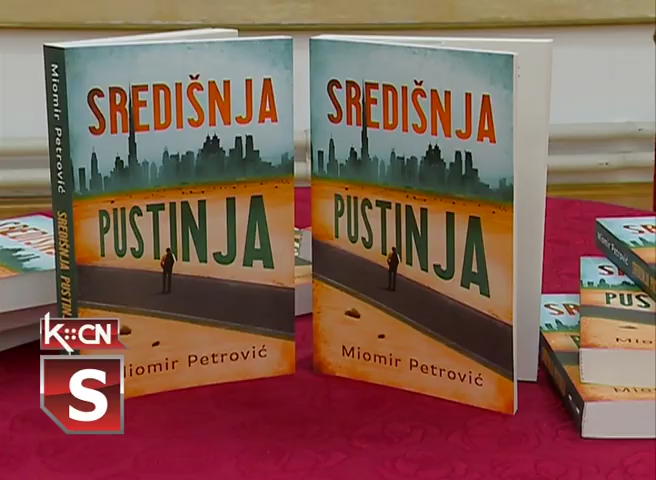 Miomir Petrović
SREDIŠNJA PUSTINJA
SREDIŠNJA
PUSTINJA
Miomir Petrović
SREDIŠNJA
PUSTINJA
Miomir Petrović
K::CN
S